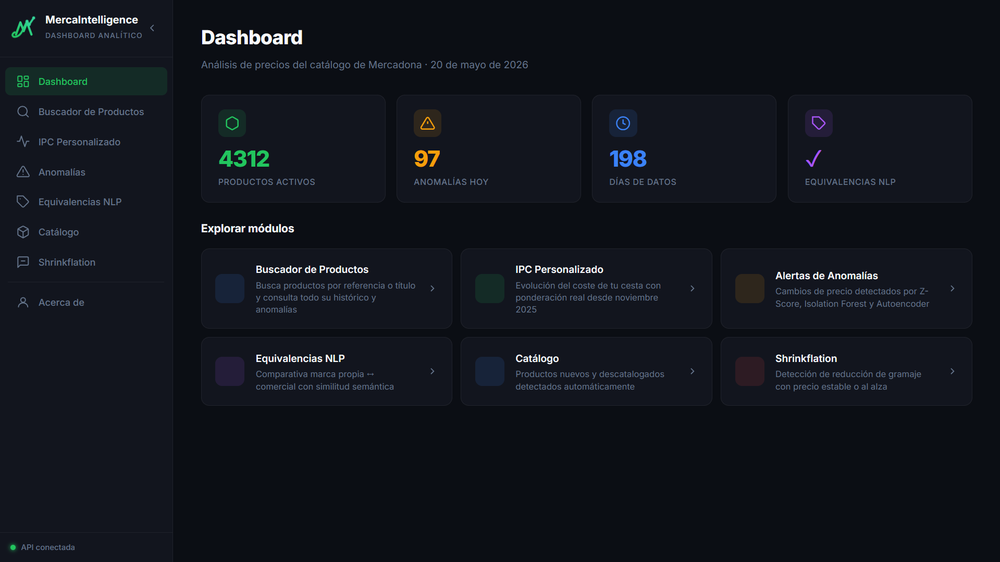 MercaIntelligence
DASHBOARD ANALÍTICO
Dashboard
Buscador de Productos
IPC Personalizado
Anomalías
Equivalencias NLP
Catálogo
Shrinkflation
Acerca de
API conectada
Dashboard
Análisis de precios del catálogo de Mercadona · 20 de mayo de 2026
4312
PRODUCTOS ACTIVOS
97
ANOMALÍAS HOY
198
DÍAS DE DATOS
✓
EQUIVALENCIAS NLP
Explorar módulos
Buscador de Productos
Busca productos por referencia o título
y consulta todo su histórico y
anomalías
IPC Personalizado
Evolución del coste de tu cesta con
ponderación real desde noviembre
2025
Alertas de Anomalías
Cambios de precio detectados por Z-
Score, Isolation Forest y Autoencoder
Equivalencias NLP
Comparativa marca propia ↔
comercial con similitud semántica
Catálogo
Productos nuevos y descatalogados
detectados automáticamente
Shrinkflation
Detección de reducción de gramaje
con precio estable o al alza